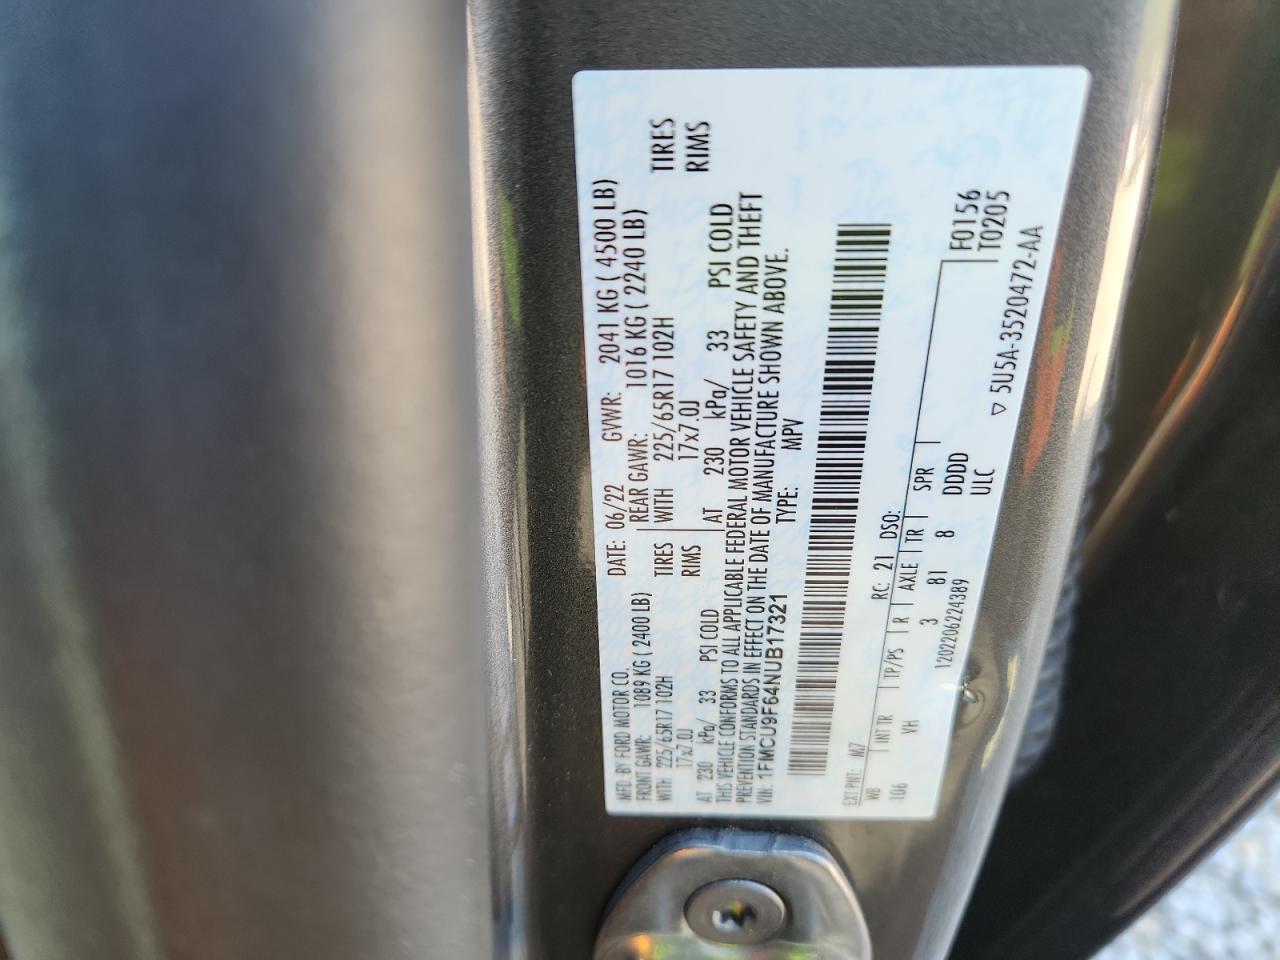 MFD. BY FORD MOTOR CO.
DATE: 06/22 GVWR: 2041 KG ( 4500 LB)
FRONT GAWR: 1089 KG ( 2400 LB) REAR GAWR: 1016 KG ( 2240 LB)
WITH 225/65R17 102H TIRES WITH 225/65R17 102H TIRES
17x7.0J RIMS 17x7.0J RIMS
AT 230 kPa/ 33 PSI COLD AT 230 kPa/ 33 PSI COLD
THIS VEHICLE CONFORMS TO ALL APPLICABLE FEDERAL MOTOR VEHICLE SAFETY AND THEFT
PREVENTION STANDARDS IN EFFECT ON THE DATE OF MANUFACTURE SHOWN ABOVE.
VIN: 1FMCU9F64NUB17321 TYPE: MPV
EXT PNT: M7 RC: 21 DSO:
WB INT TR TP/PS R AXLE TR SPR F0156
106 VH 3 81 8 DDDD T0205
1202206224389 ULC
▽ 5U5A-3520472-AA